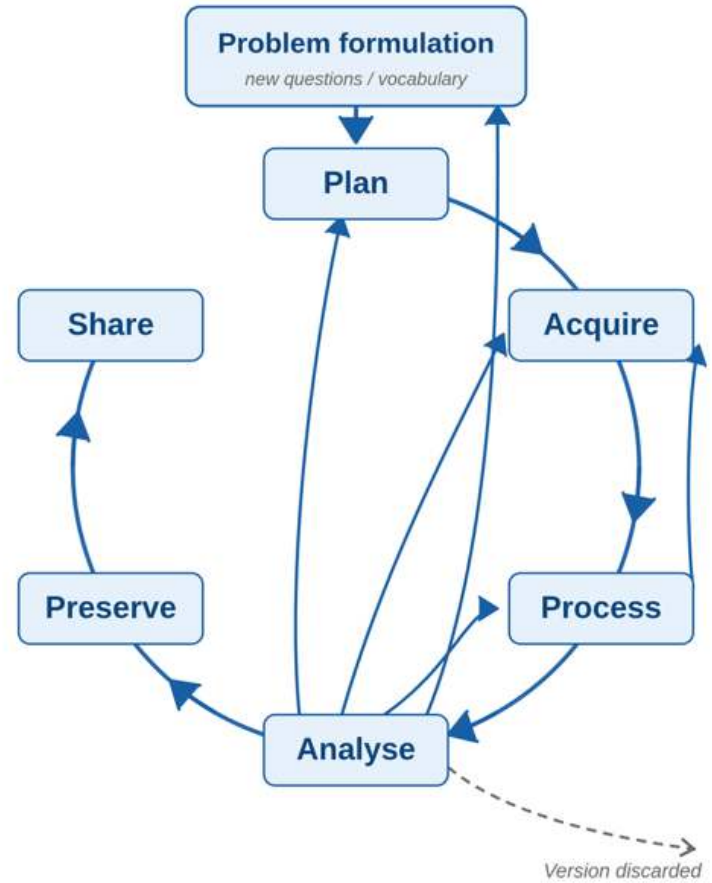 Problem formulation
new questions / vocabulary
Plan
Share
Acquire
Preserve
Process
Analyse
Version discarded